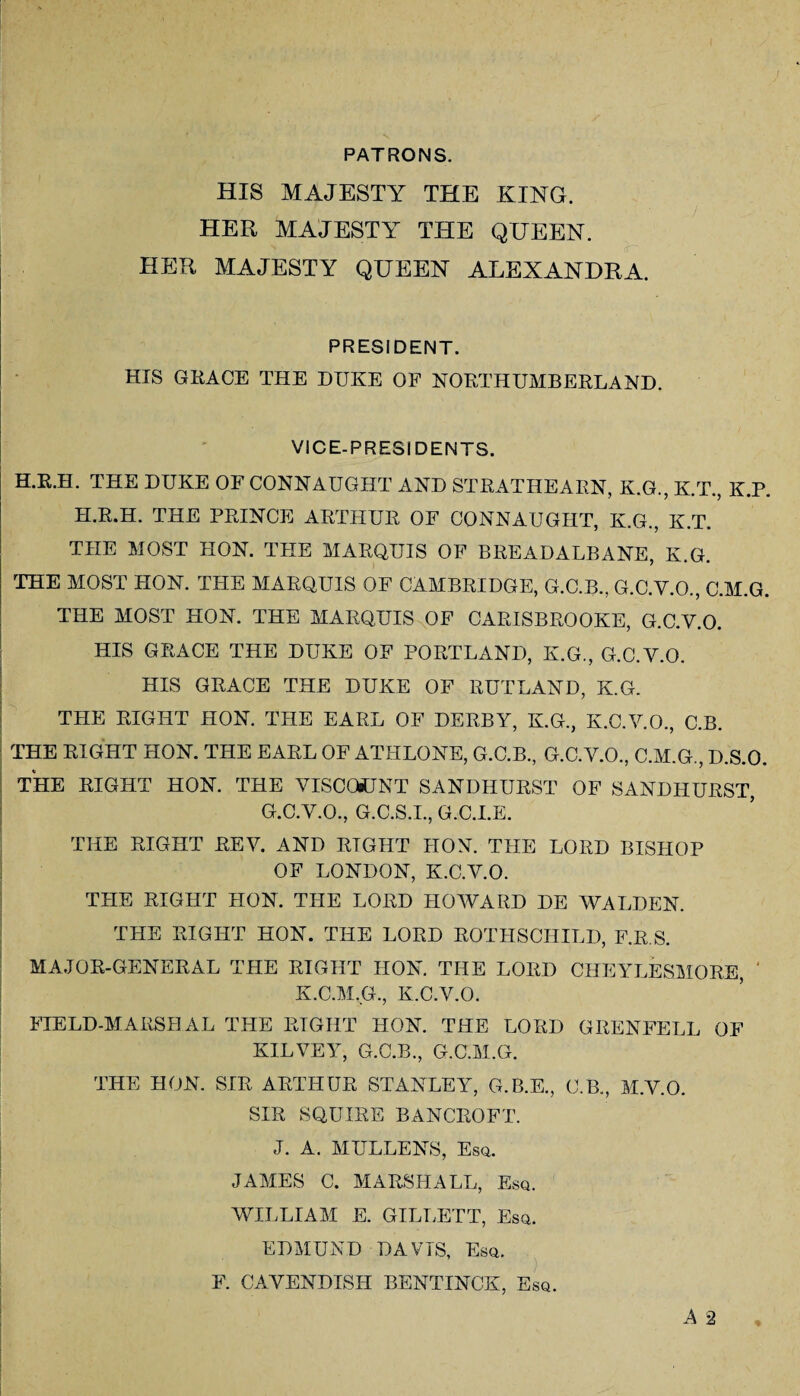 PATRONS.
HIS MAJESTY THE KING.
HER MAJESTY THE QUEEN.
HER MAJESTY QUEEN ALEXANDRA.
PRESIDENT.
HIS GRACE THE DUKE OF NORTHUMBERLAND.
VICE-PRESIDENTS.
H.R.H. THE DUKE OF CONNAUGHT AND STRATHEARN, K.G., K.T., K.P.
H.R.H. THE PRINCE ARTHUR OF CONNAUGHT, K.G., K.T.
THE MOST HON. THE MARQUIS OF BREADALBANE, K.G.
THE MOST HON. THE MARQUIS OF CAMBRIDGE, G.C.B., G.C.V.O., C.M.G.
THE MOST HON. THE MARQUIS OF CARISBROOKE, G.C.V.O.
HIS GRACE THE DUKE OF PORTLAND, K.G., G.C.V.O.
HIS GRACE THE DUKE OF RUTLAND, K.G.
THE RIGHT HON. THE EARL OF DERBY, K.G., K.C.V.O., C.B.
THE RIGHT HON. THE EARL OF ATHLONE, G.C.B., G.C.V.O., C.M.G., D.S.O.
THE RIGHT HON. THE VISCOUNT SANDHURST OF SANDHURST,
G.C.V.O., G.C.S.I., G.C.I.E.
THE RIGHT REV. AND RIGHT HON. THE LORD BISHOP
OF LONDON, K.C.V.O.
THE RIGHT HON. THE LORD HOWARD DE WALDEN.
THE RIGHT HON. THE LORD ROTHSCHILD, F.R.S.
MAJOR-GENERAL THE RIGHT HON. THE LORD CHEYLESMORE,
K.C.M.G., K.C.V.O.
FIELD-MARSHAL THE RIGHT HON. THE LORD GRENFELL OF
KILVEY, G.C.B., G.C.M.G.
THE HON. SIR ARTHUR STANLEY, G.B.E., C.B., M.V.O.
SIR SQUIRE BANCROFT.
J. A. MULLENS, Esq.
JAMES C. MARSHALL, Esq.
WILLIAM E. GILLETT, Esq.
EDMUND DAVIS, Esq.
F. CAVENDISH BENTINCK, Esq.
A 2